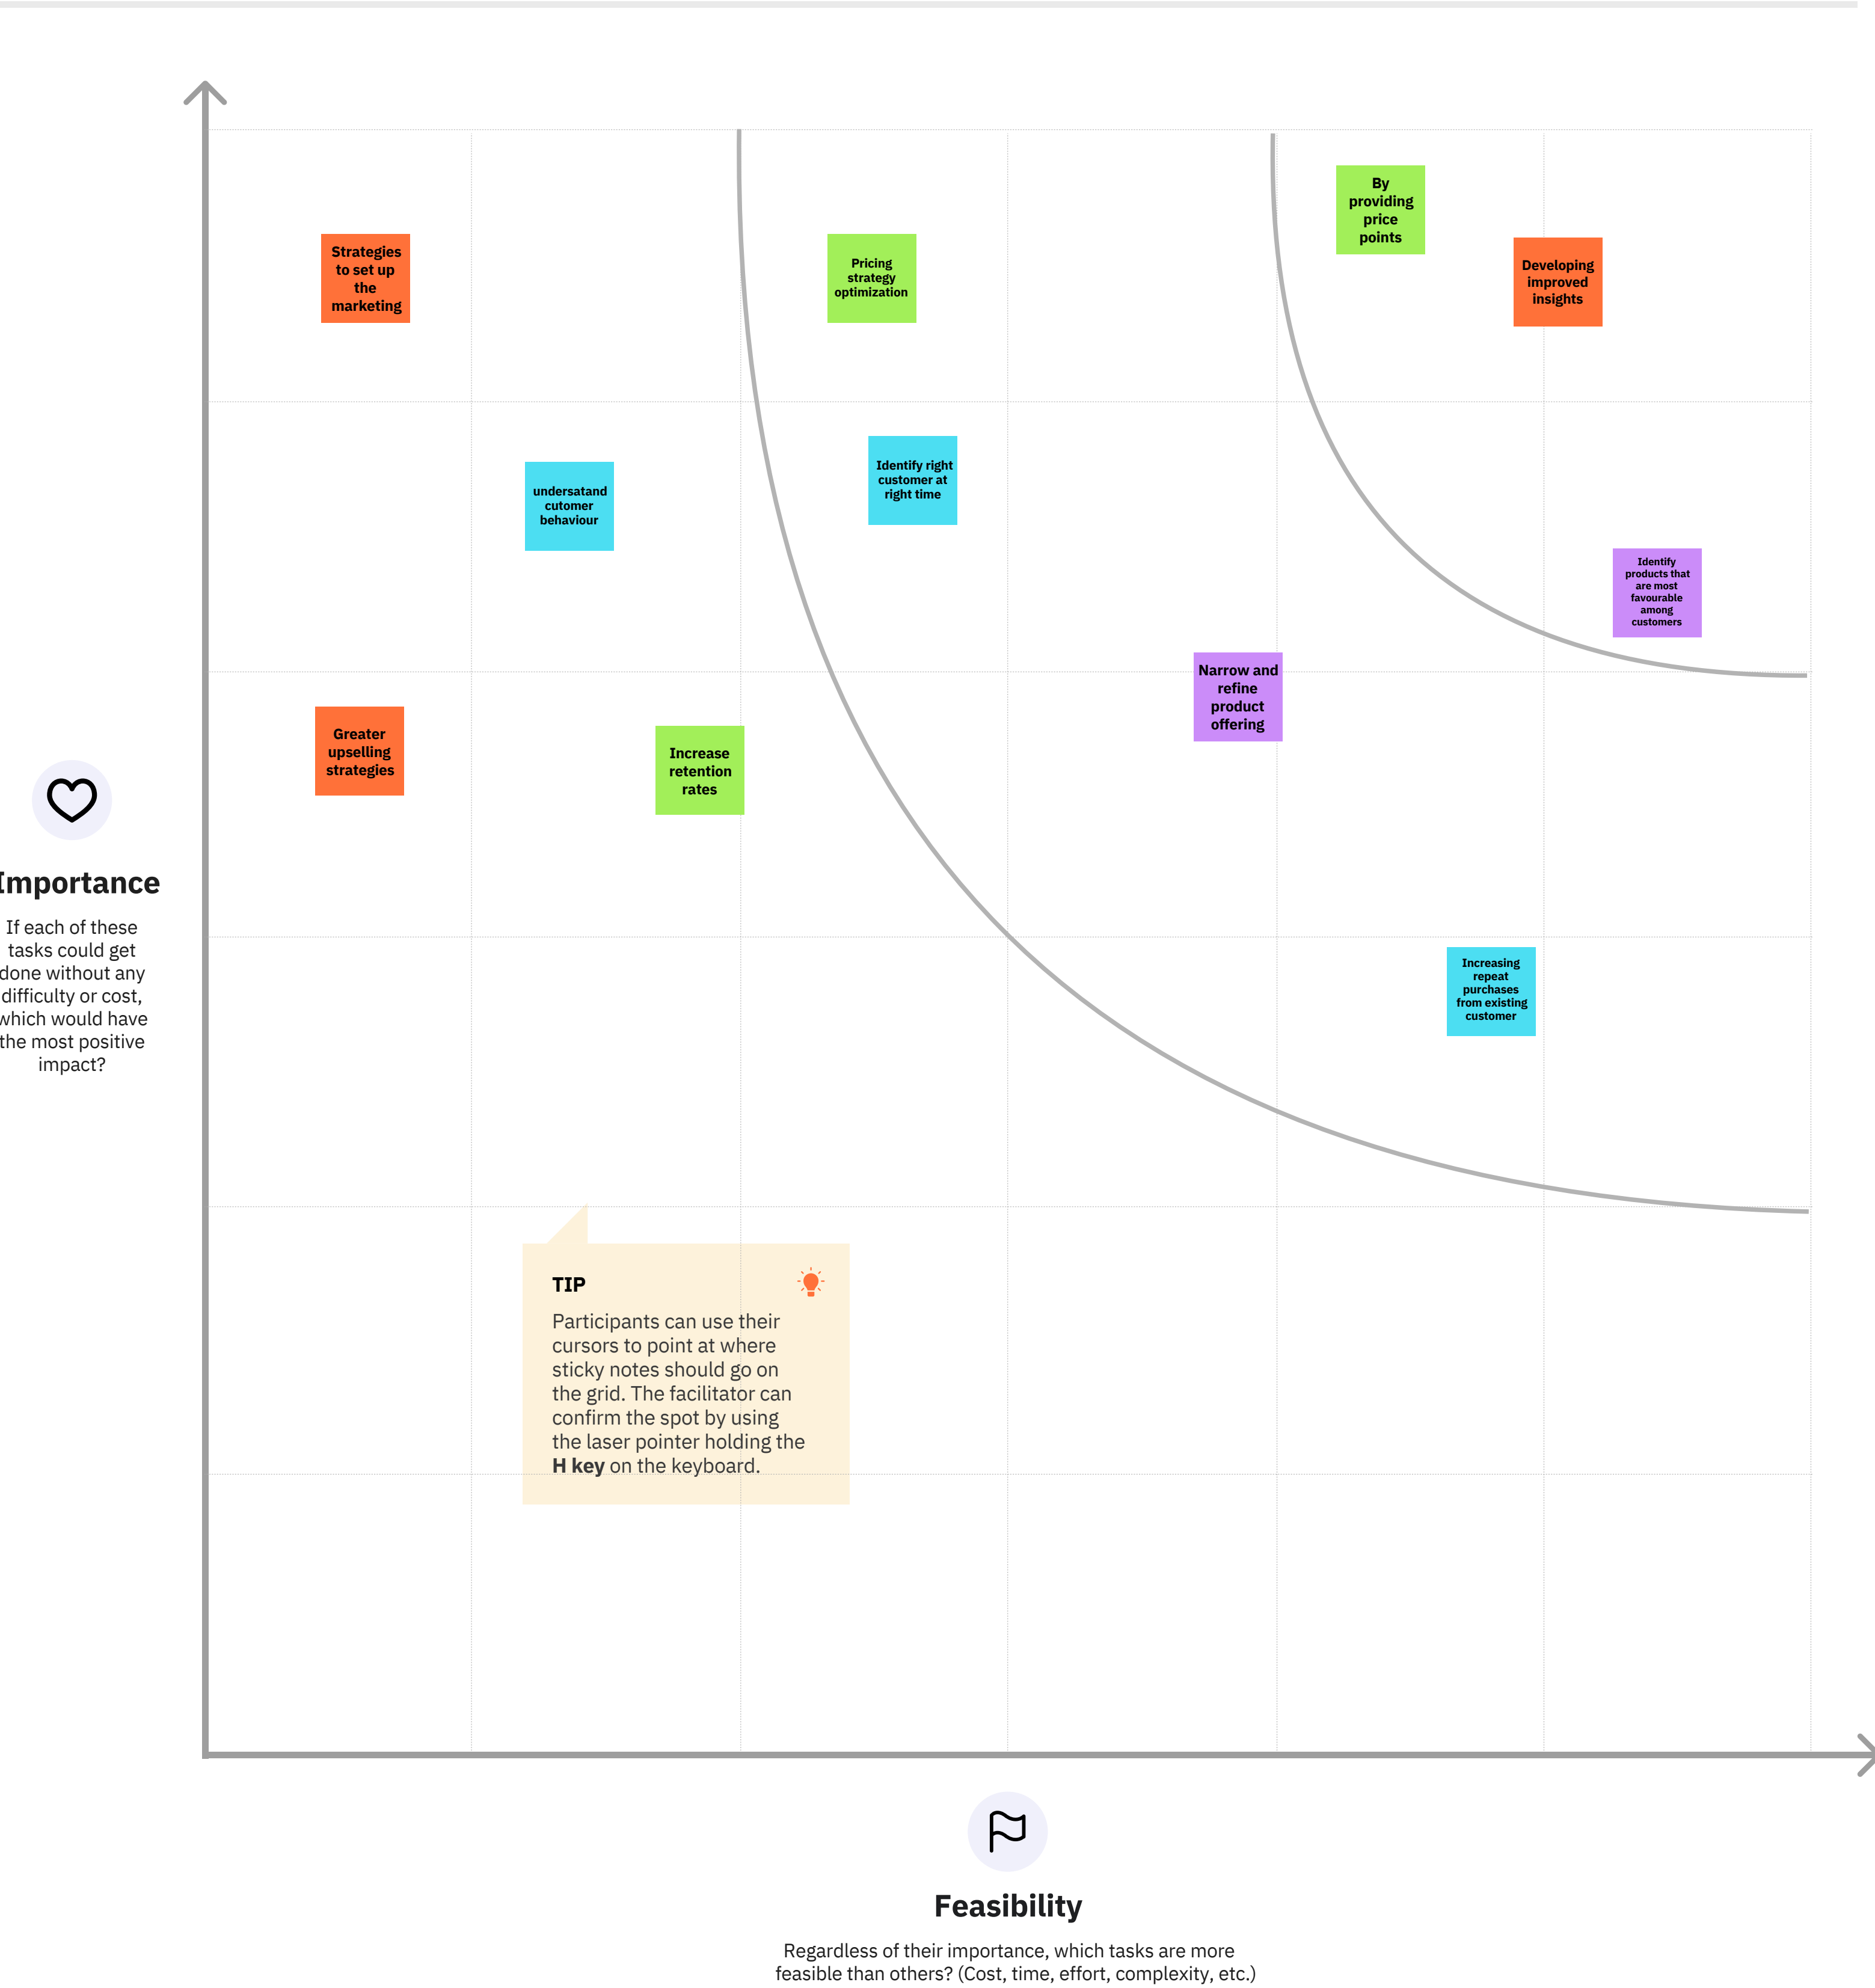 By
providing
price
points
Strategies
to set up
the
marketing
Pricing
strategy
optimization
Developing
improved
insights
undersatand
cutomer
behaviour
Identify right
customer at
right time
Identify
products that
are most
favourable
among
customers
Narrow and
refine
product
offering
Greater
upselling
strategies
Increase
retention
rates
Importance
If each of these
tasks could get
done without any
difficulty or cost,
which would have
the most positive
impact?
Increasing
repeat
purchases
from existing
customer
TIP
Participants can use their
cursors to point at where
sticky notes should go on
the grid. The facilitator can
confirm the spot by using
the laser pointer holding the
H key on the keyboard.
Feasibility
Regardless of their importance, which tasks are more
feasible than others? (Cost, time, effort, complexity, etc.)